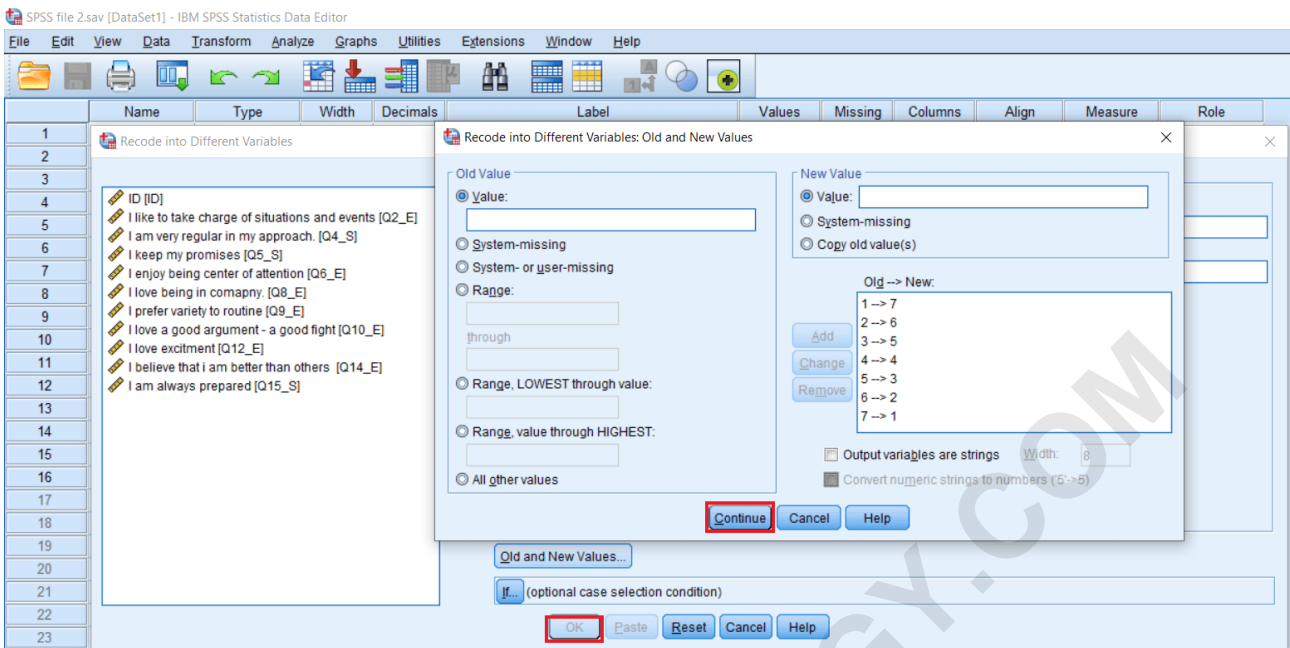 SPSS file 2.sav [DataSet1] - IBM SPSS Statistics Data Editor
File Edit View Data Transform Analyze Graphs Utilities Extensions Window Help
Name Type Width Decimals Label Values Missing Columns Align Measure Role
1
2
3
4
5
6
7
8
9
10
11
12
13
14
15
16
17
18
19
20
21
22
23
Recode into Different Variables
ID [ID]
I like to take charge of situations and events [Q2_E]
I am very regular in my approach. [Q4_S]
I keep my promises [Q5_S]
I enjoy being center of attention [Q6_E]
I love being in comapny. [Q8_E]
I prefer variety to routine [Q9_E]
I love a good argument - a good fight [Q10_E]
I love excitment [Q12_E]
I believe that i am better than others [Q14_E]
I am always prepared [Q15_S]
Recode into Different Variables: Old and New Values
Old Value
Value:
System-missing
System- or user-missing
Range:
through
Range, LOWEST through value:
Range, value through HIGHEST:
All other values
New Value
Value:
System-missing
Copy old value(s)
Old --> New:
1 --> 7
2 --> 6
3 --> 5
4 --> 4
5 --> 3
6 --> 2
7 --> 1
Add
Change
Remove
Output variables are strings Width: 8
Convert numeric strings to numbers ('5'->5)
Continue Cancel Help
Old and New Values...
If... (optional case selection condition)
OK Paste Reset Cancel Help
GY.COM